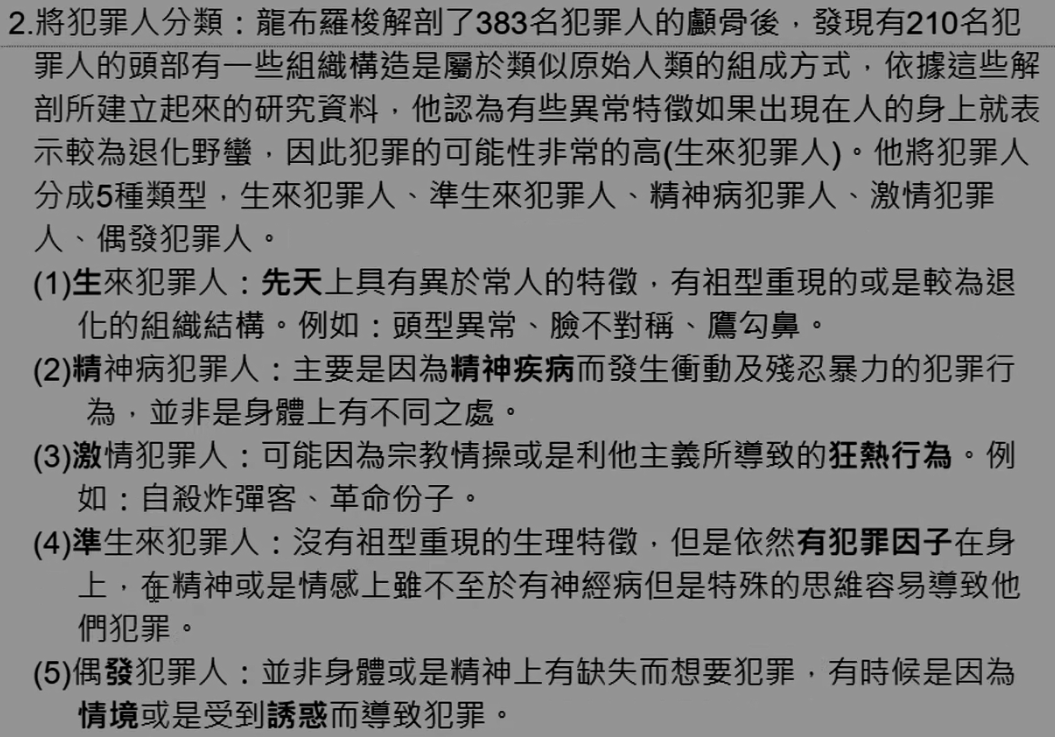 2.將犯罪人分類：龍布羅梭解剖了383名犯罪人的顱骨後，發現有210名犯
罪人的頭部有一些組織構造是屬於類似原始人類的組成方式，依據這些解
剖所建立起來的研究資料，他認為有些異常特徵如果出現在人的身上就表
示較為退化野蠻，因此犯罪的可能性非常的高(生來犯罪人)。他將犯罪人
分成5種類型，生來犯罪人、準生來犯罪人、精神病犯罪人、激情犯罪
人、偶發犯罪人。
(1)生來犯罪人：先天上具有異於常人的特徵，有祖型重現的或是較為退
化的組織結構。例如：頭型異常、臉不對稱、鷹勾鼻。
(2)精神病犯罪人：主要是因為精神疾病而發生衝動及殘忍暴力的犯罪行
為，並非是身體上有不同之處。
(3)激情犯罪人：可能因為宗教情操或是利他主義所導致的狂熱行為。例
如：自殺炸彈客、革命份子。
(4)準生來犯罪人：沒有祖型重現的生理特徵，但是依然有犯罪因子在身
上，在精神或是情感上雖不至於有神經病但是特殊的思維容易導致他
們犯罪。
(5)偶發犯罪人：並非身體或是精神上有缺失而想要犯罪，有時候是因為
情境或是受到誘惑而導致犯罪。